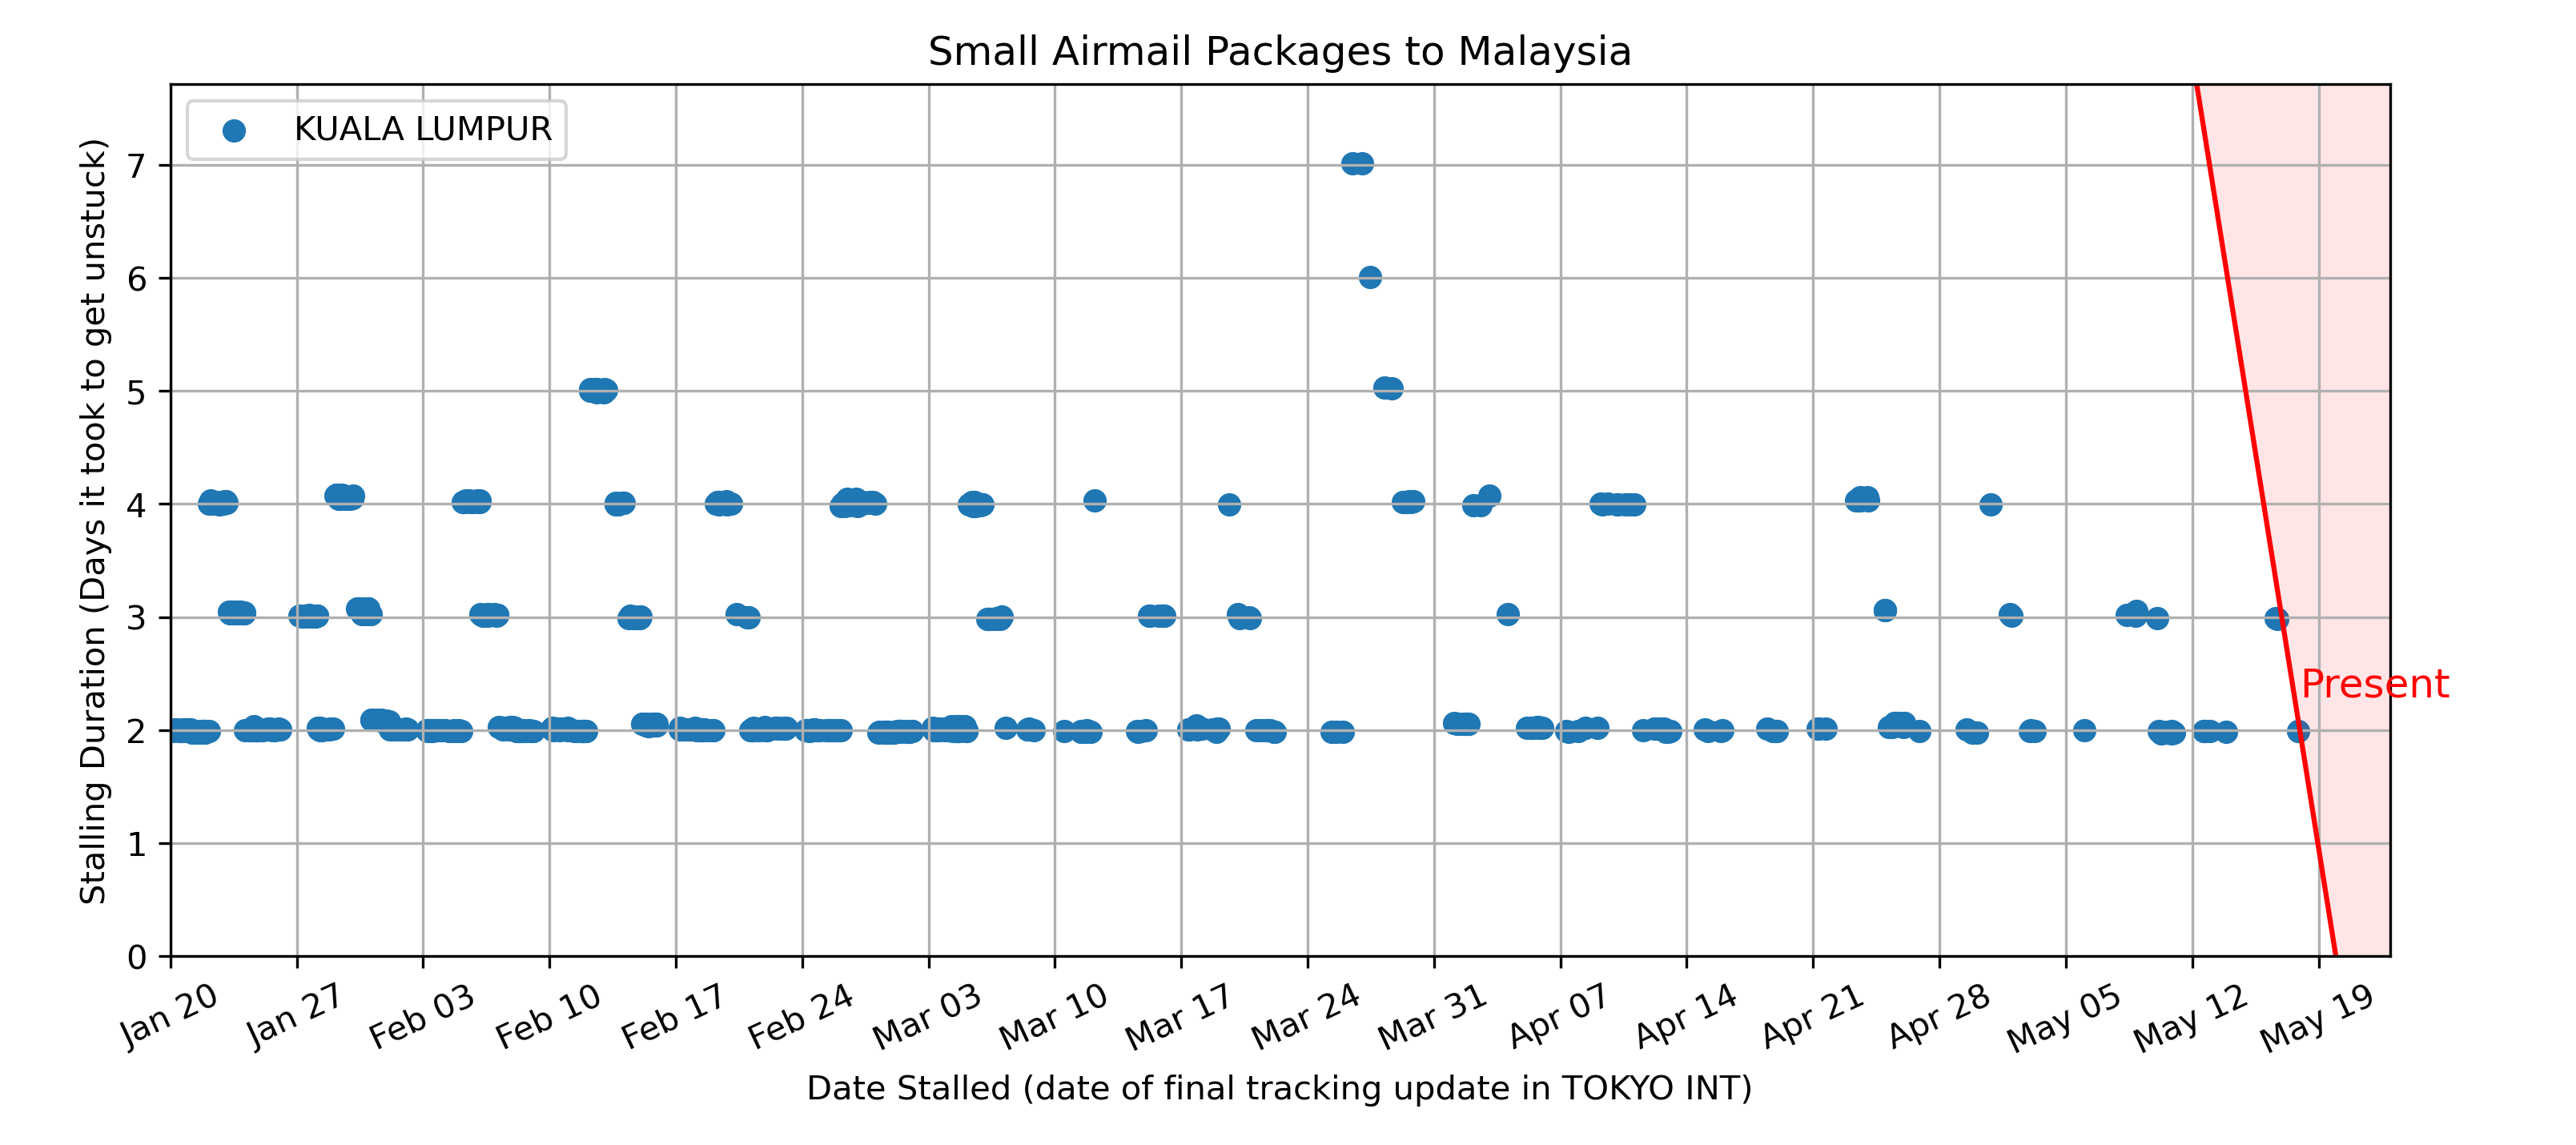 Small Airmail Packages to Malaysia
KUALA LUMPUR
Stalling Duration (Days it took to get unstuck)
7
6
5
4
3
2
1
0
Present
Jan 20
Jan 27
Feb 03
Feb 10
Feb 17
Feb 24
Mar 03
Mar 10
Mar 17
Mar 24
Mar 31
Apr 07
Apr 14
Apr 21
Apr 28
May 05
May 12
May 19
Date Stalled (date of final tracking update in TOKYO INT)